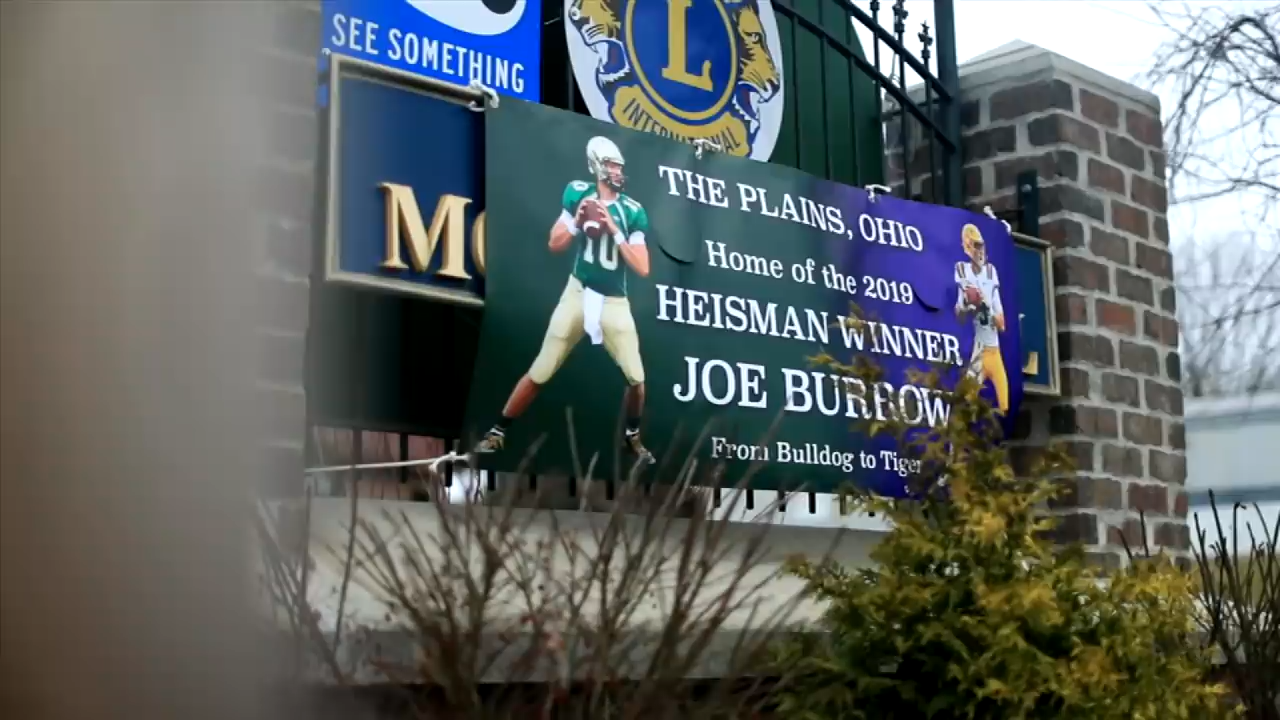 SEE SOMETHING
L
INTERNATIONAL
M
THE PLAINS, OHIO
Home of the 2019
HEISMAN WINNER
JOE BURROW
From Bulldog to Tiger
10
L